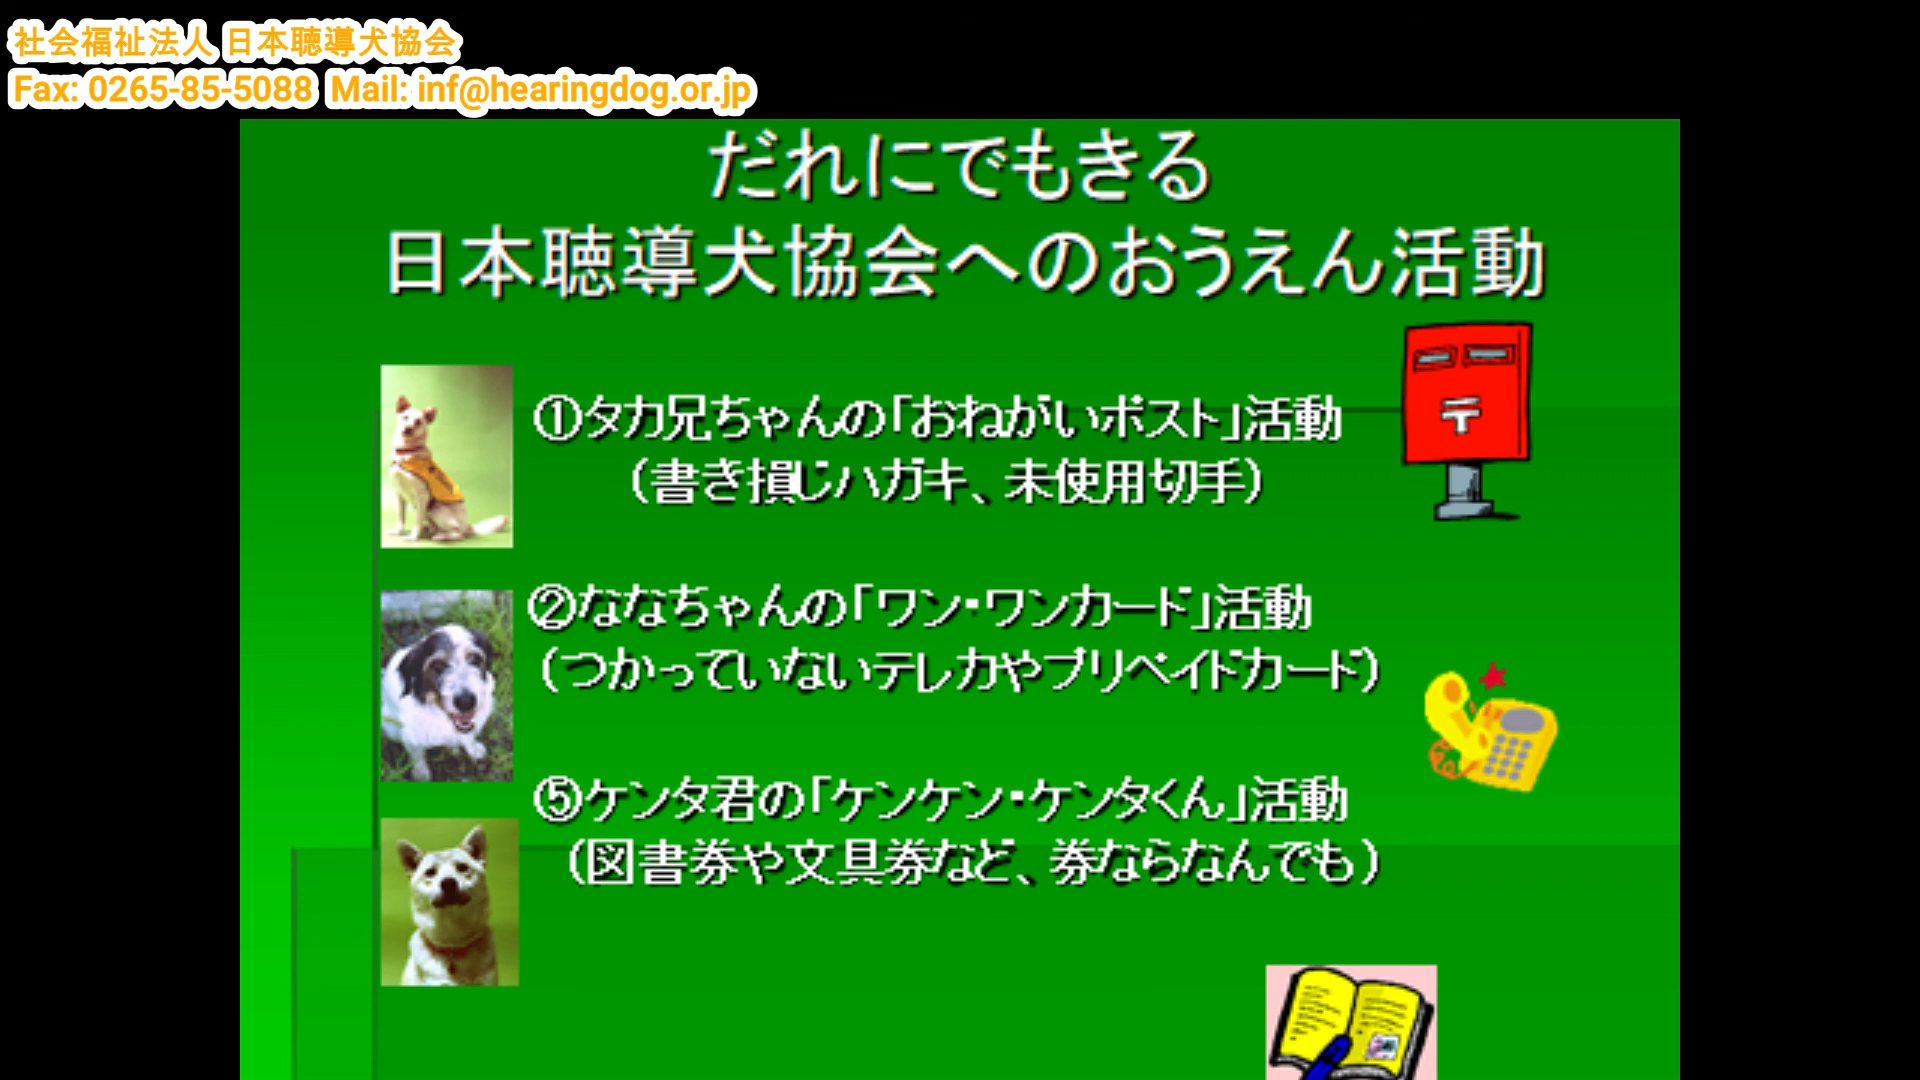 社会福祉法人 日本聴導犬協会
Fax: 0265-85-5088 Mail: inf@hearingdog.or.jp
だれにでもきる
日本聴導犬協会へのおうえん活動
①タカ兄ちゃんの「おねがいポスト」活動
（書き損じハガキ、未使用切手）
〒
②ななちゃんの「ワン・ワンカード」活動
（つかっていないテレカやプリペイドカード）
⑤ケンタ君の「ケンケン・ケンタくん」活動
（図書券や文具券など、券ならなんでも）